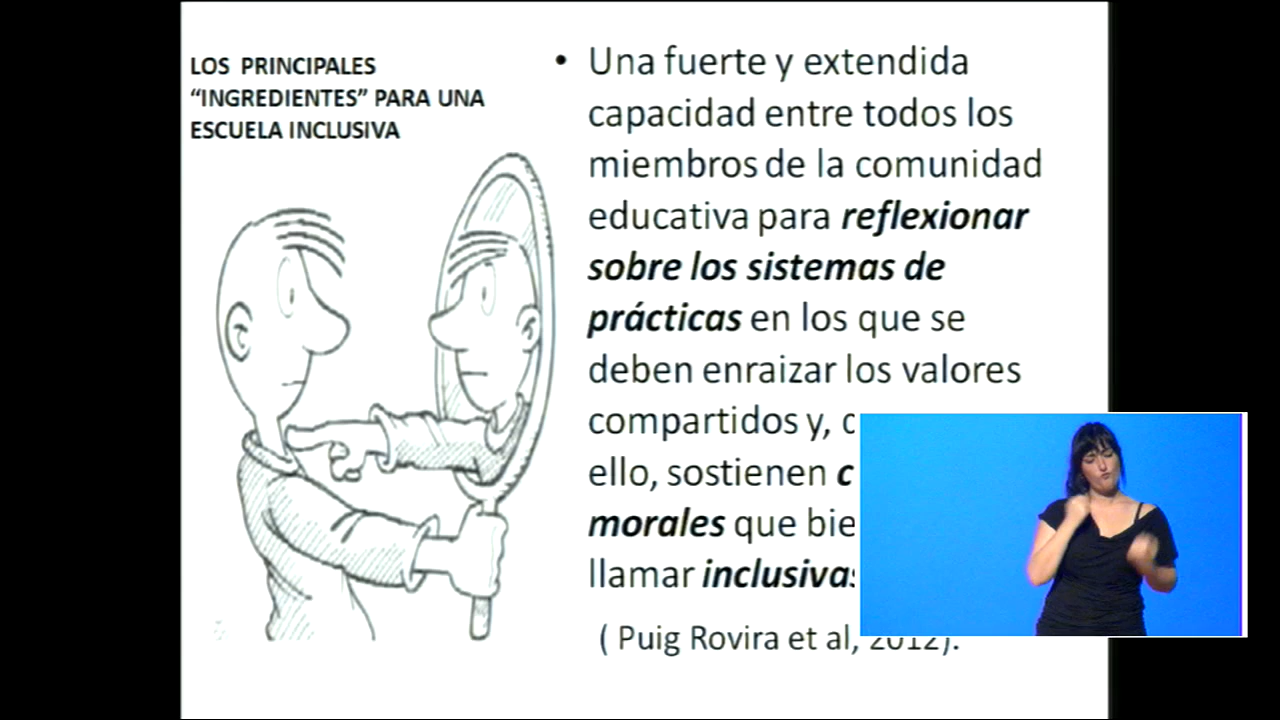 LOS PRINCIPALES
“INGREDIENTES” PARA UNA
ESCUELA INCLUSIVA
• Una fuerte y extendida
capacidad entre todos los
miembros de la comunidad
educativa para reflexionar
sobre los sistemas de
prácticas en los que se
deben enraizar los valores
compartidos y,
ello, sostienen
morales que
llamar
( Puig Rovira et al, 2012).